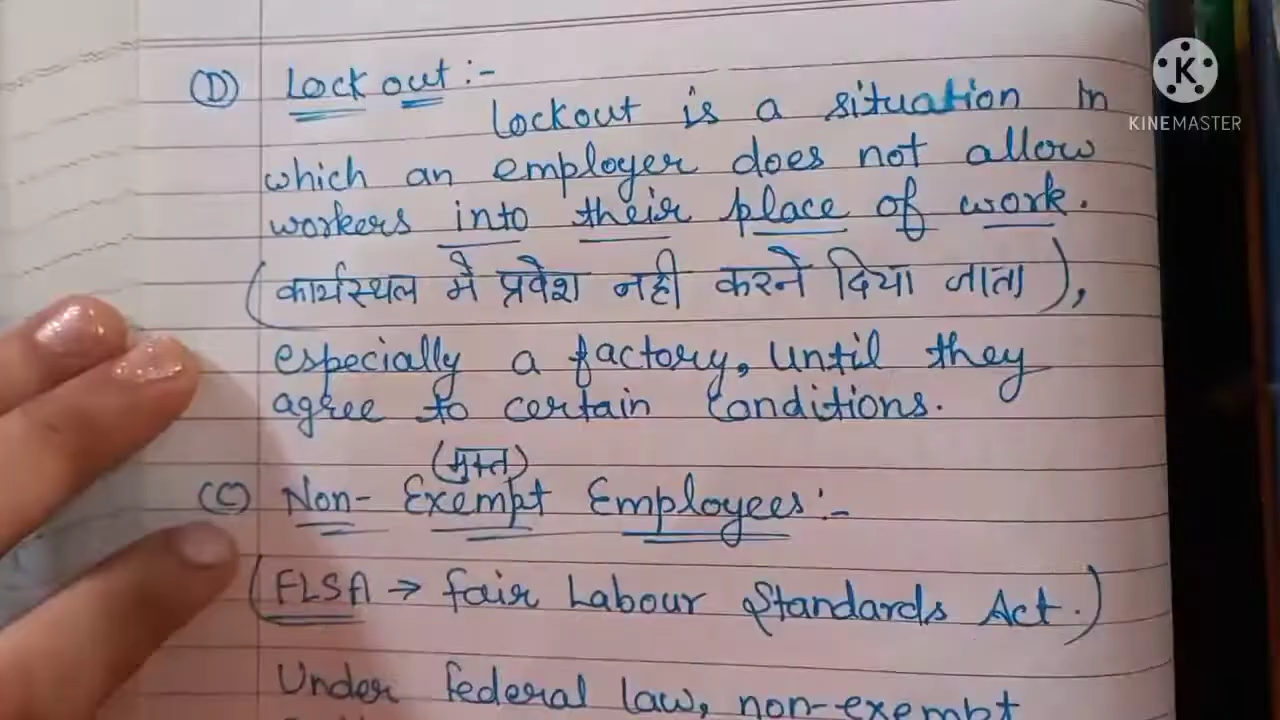 (D) Lock out :-
Lockout is a situation in
which an employer does not allow
workers into their place of work.
(कार्यस्थल में प्रवेश नही करने दिया जाता),
especially a factory, until they
agree to certain conditions.
(मुक्त)
(C) Non-Exempt Employees :-
(FLSA → Fair Labour Standards Act.)
Under federal law, non-exempt
KINEMASTER